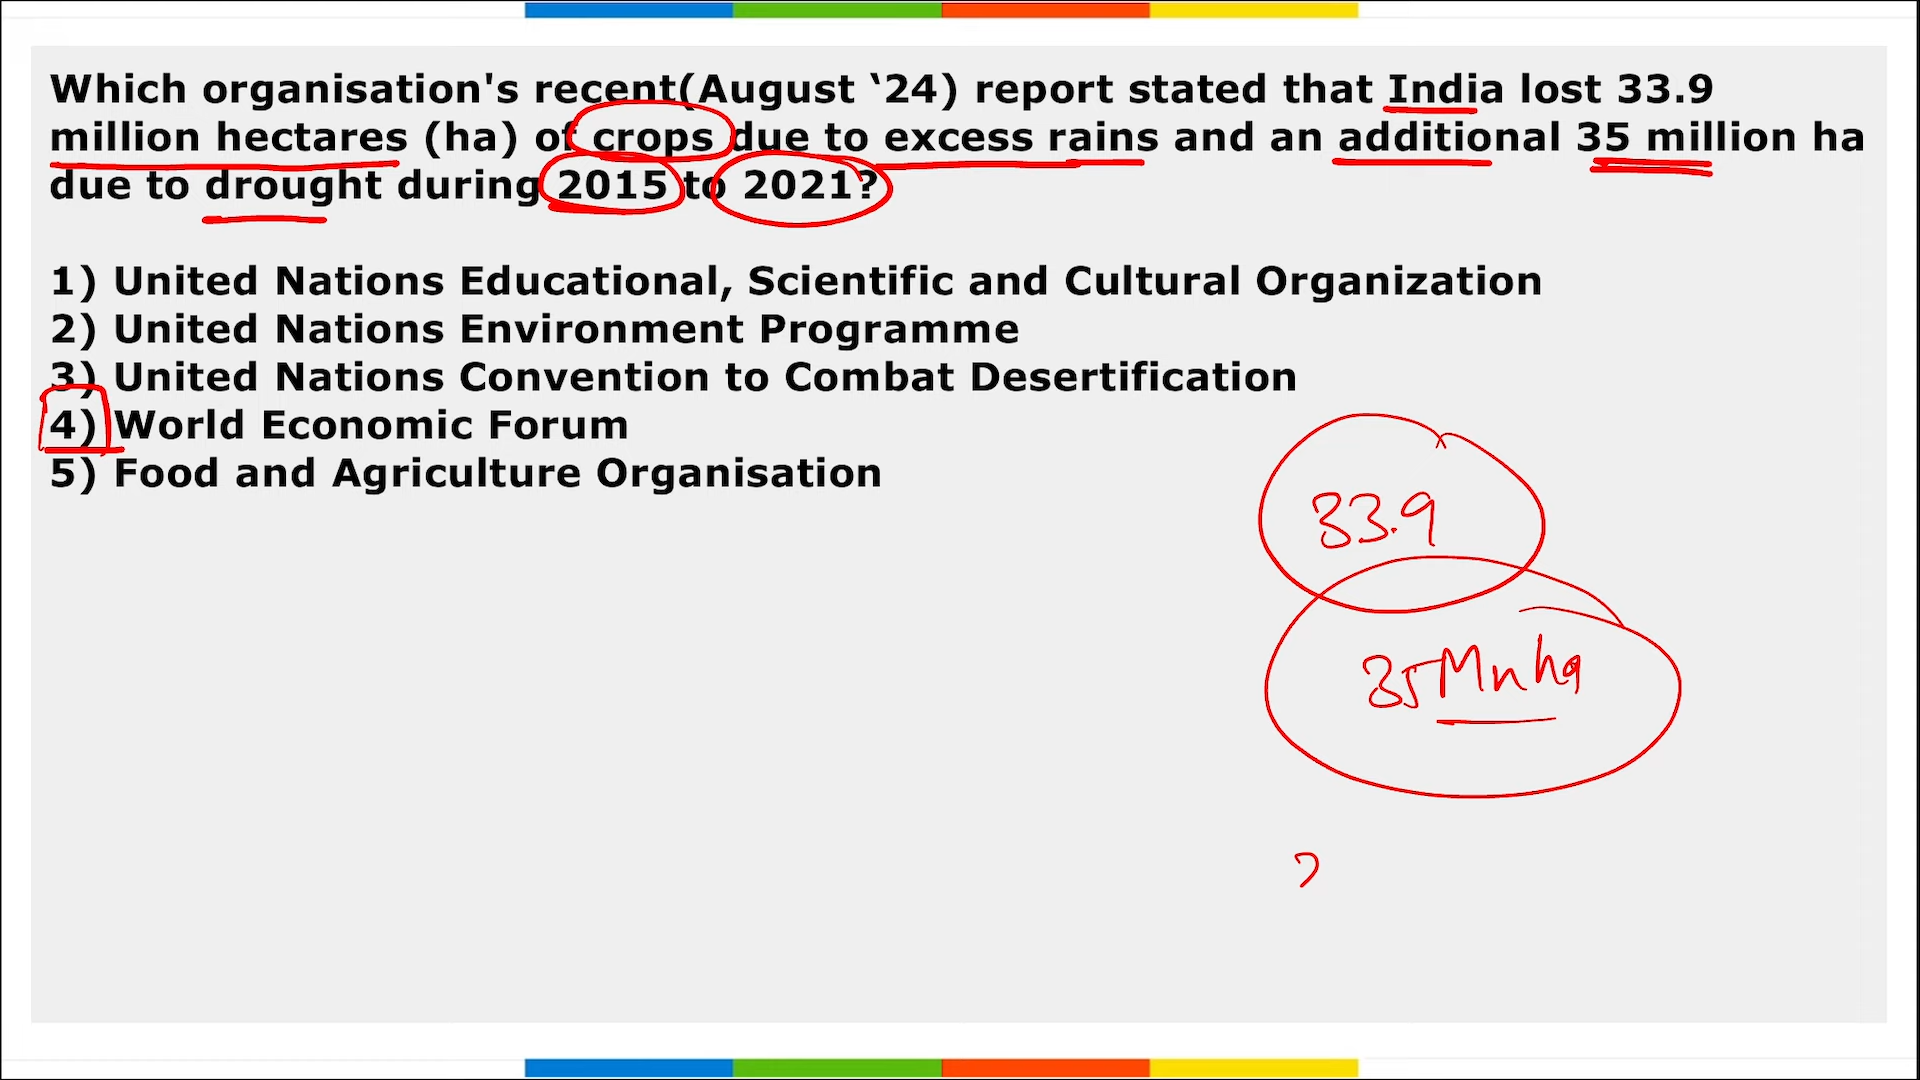 Which organisation's recent(August ‘24) report stated that India lost 33.9
million hectares (ha) of crops due to excess rains and an additional 35 million ha
due to drought during 2015 to 2021?
1) United Nations Educational, Scientific and Cultural Organization
2) United Nations Environment Programme
3) United Nations Convention to Combat Desertification
4) World Economic Forum
5) Food and Agriculture Organisation
33.9
35 Mn ha